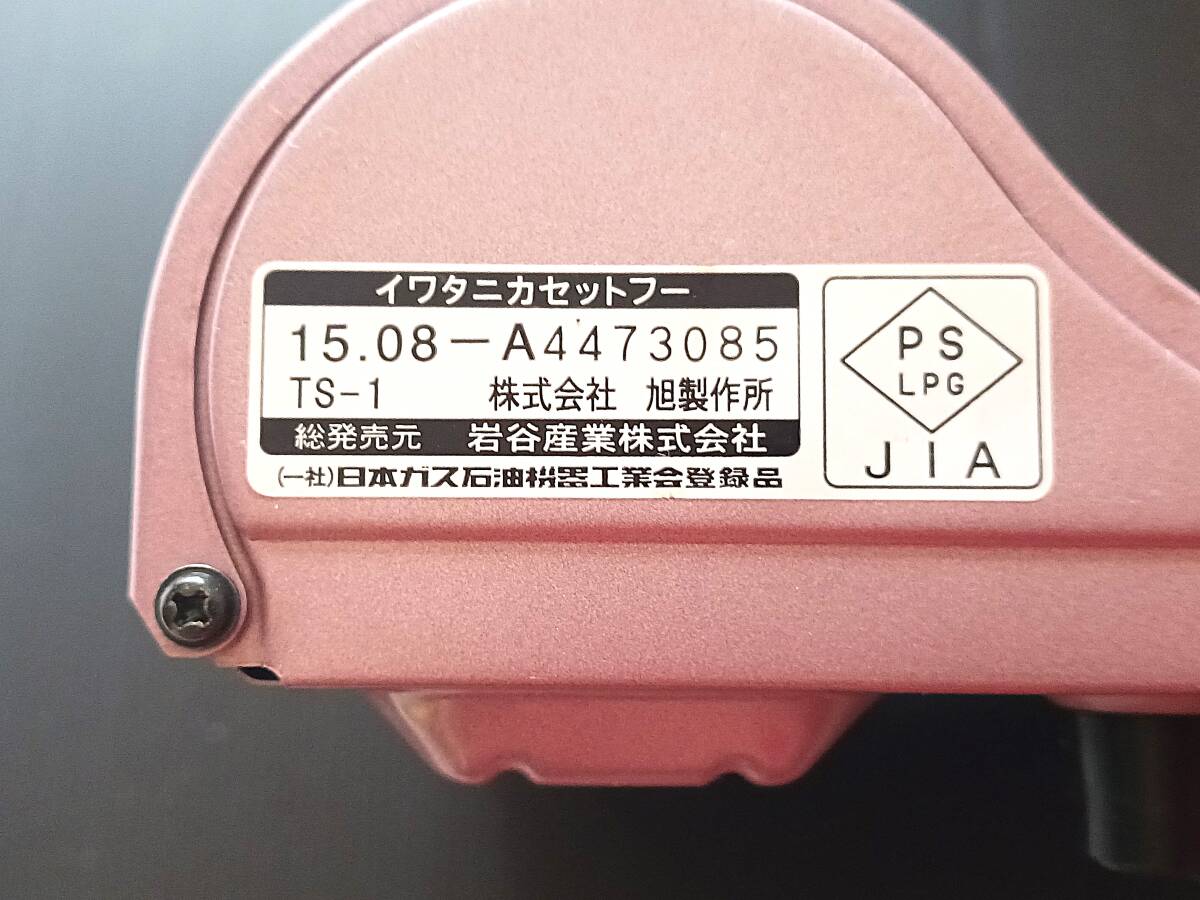 イワタニカセットフー
15.08-A4473085
TS-1 株式会社 旭製作所
総発売元 岩谷産業株式会社
(一社)日本ガス石油機器工業会登録品
PS
LPG
JIA